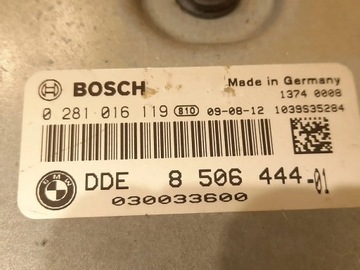 BOSCH
Made in Germany
1374 0008
0 281 016 119 810 09-08-12 1039S35284
BMW
DDE 8 506 444-01
030033600